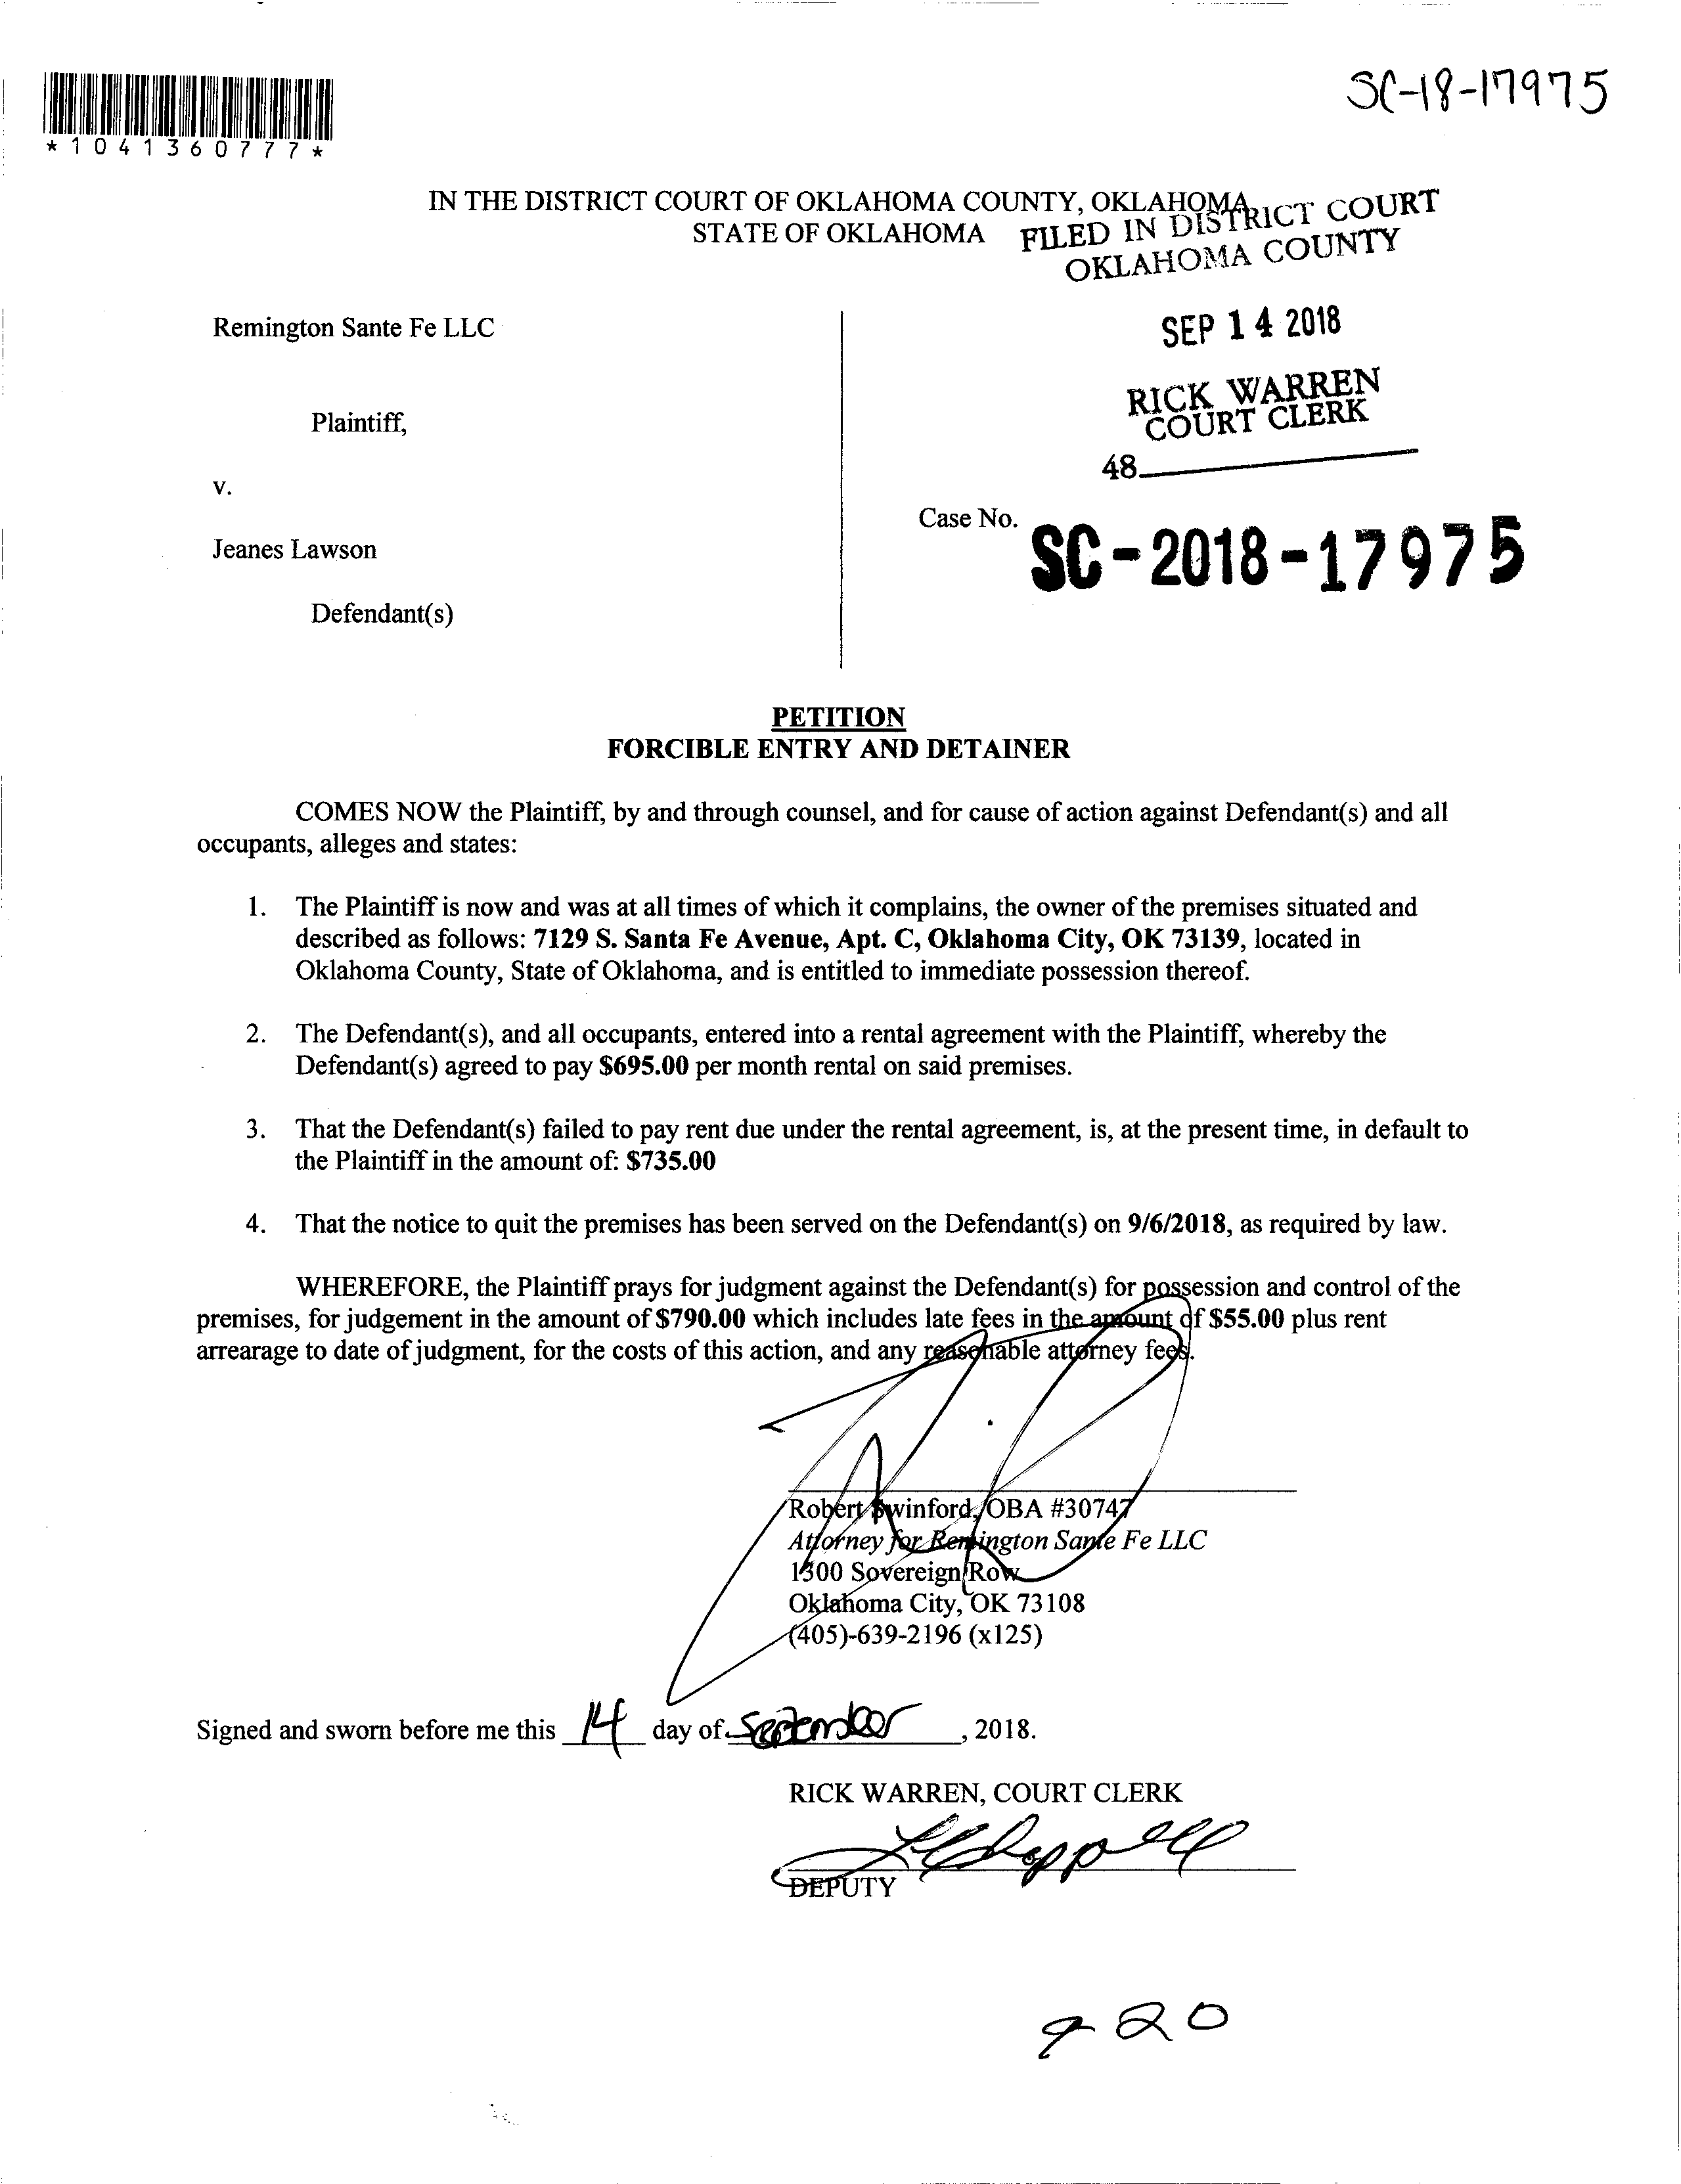 SC-18-17975
*1041360777*
IN THE DISTRICT COURT OF OKLAHOMA COUNTY, OKLAHOMA
STATE OF OKLAHOMA
FILED IN DISTRICT COURT
OKLAHOMA COUNTY
SEP 14 2018
RICK WARREN
COURT CLERK
48
Remington Sante Fe LLC
Plaintiff,
v.
Case No.
SC-2018-17975
Jeanes Lawson
Defendant(s)
PETITION
FORCIBLE ENTRY AND DETAINER
COMES NOW the Plaintiff, by and through counsel, and for cause of action against Defendant(s) and all
occupants, alleges and states:
1. The Plaintiff is now and was at all times of which it complains, the owner of the premises situated and
described as follows: 7129 S. Santa Fe Avenue, Apt. C, Oklahoma City, OK 73139, located in
Oklahoma County, State of Oklahoma, and is entitled to immediate possession thereof.
2. The Defendant(s), and all occupants, entered into a rental agreement with the Plaintiff, whereby the
Defendant(s) agreed to pay $695.00 per month rental on said premises.
3. That the Defendant(s) failed to pay rent due under the rental agreement, is, at the present time, in default to
the Plaintiff in the amount of: $735.00
4. That the notice to quit the premises has been served on the Defendant(s) on 9/6/2018, as required by law.
WHEREFORE, the Plaintiff prays for judgment against the Defendant(s) for possession and control of the
premises, for judgement in the amount of $790.00 which includes late fees in the amount of $55.00 plus rent
arrearage to date of judgment, for the costs of this action, and any reasonable attorney fees.
Robert Swinford, OBA #30747
Attorney for Remington Sante Fe LLC
1300 Sovereign Row
Oklahoma City, OK 73108
(405)-639-2196 (x125)
Signed and sworn before me this 14 day of September, 2018.
RICK WARREN, COURT CLERK
DEPUTY
9-20